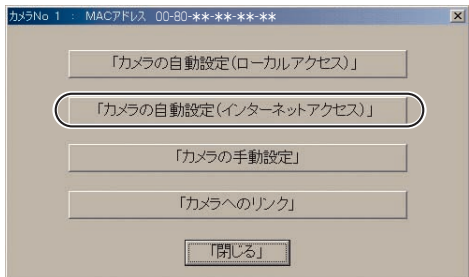 カメラNo 1 : MACアドレス 00-80-**-**-**-**
「カメラの自動設定(ローカルアクセス)」
「カメラの自動設定(インターネットアクセス)」
「カメラの手動設定」
「カメラへのリンク」
「閉じる」